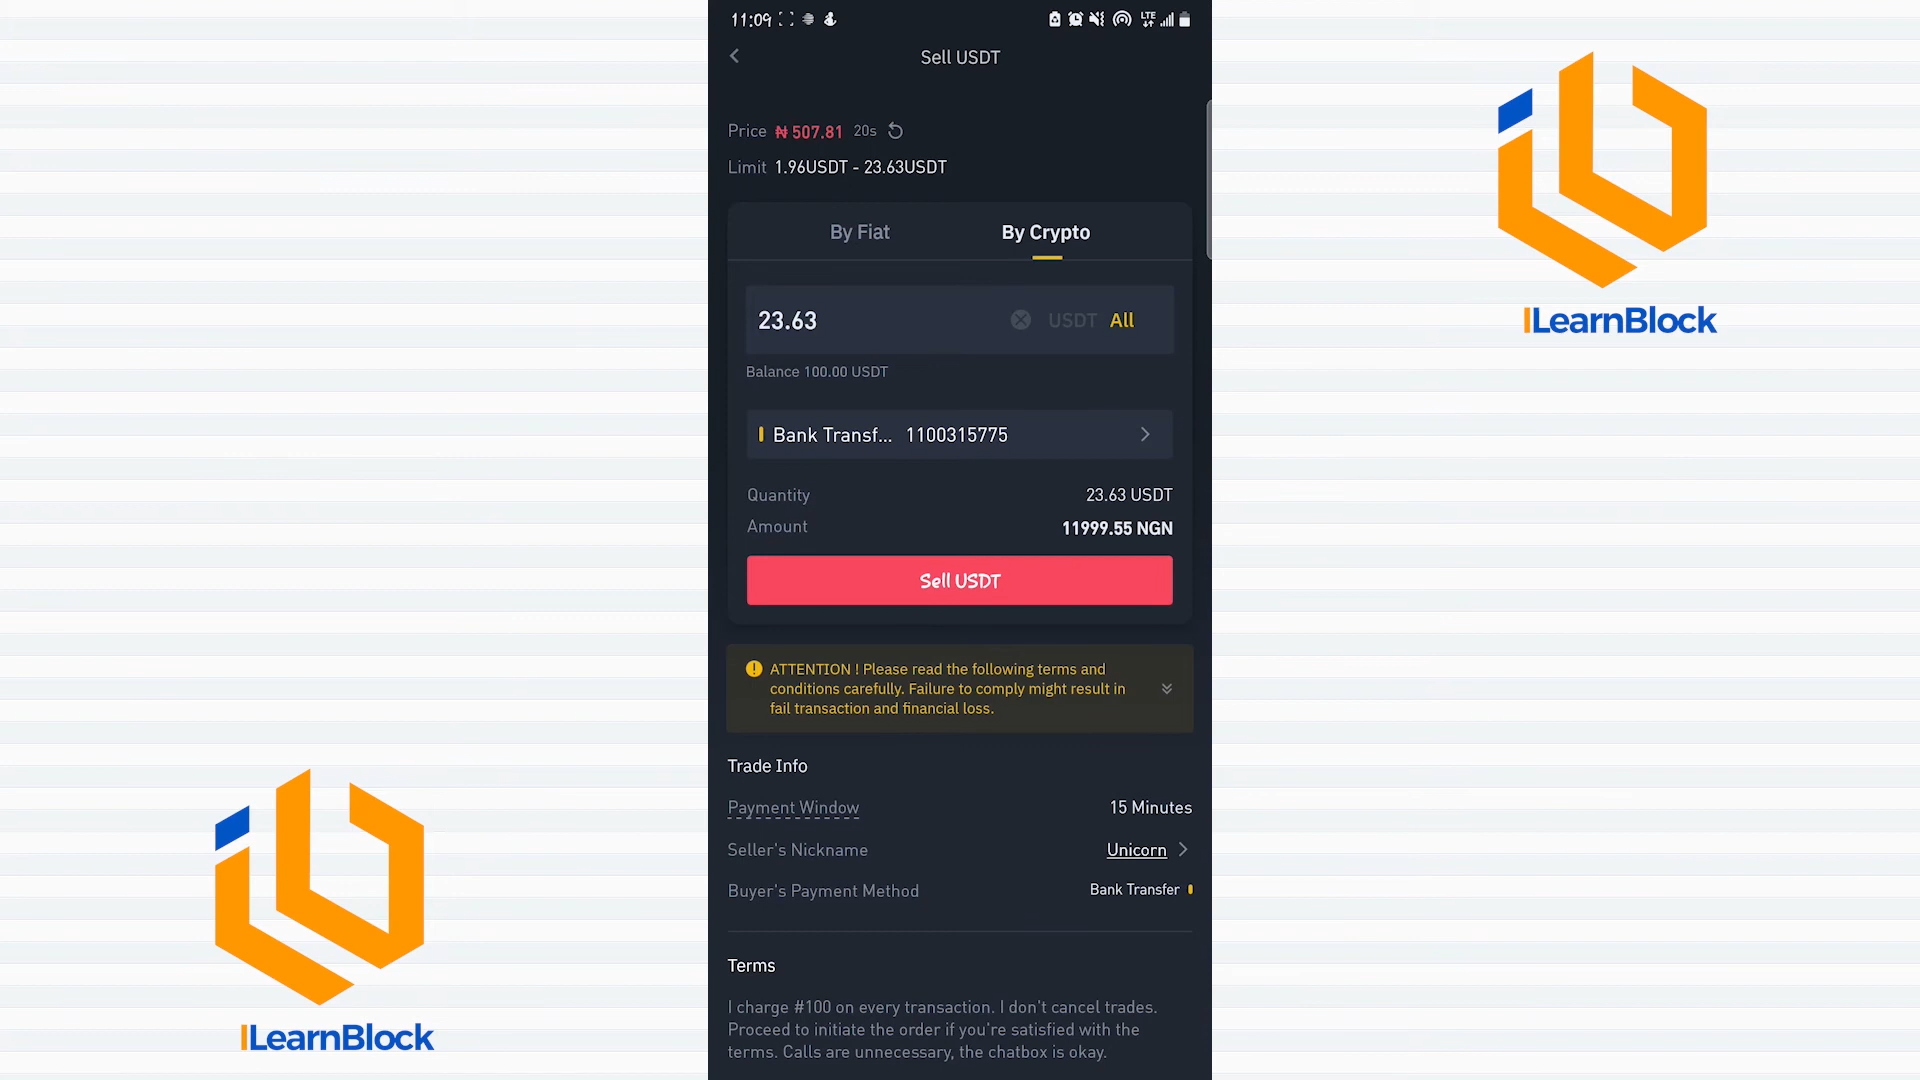 11:09
LTE
Sell USDT
Price ₦ 507.81 20s
Limit 1.96USDT - 23.63USDT
By Fiat By Crypto
23.63 USDT All
Balance 100.00 USDT
Bank Transf... 1100315775
Quantity 23.63 USDT
Amount 11999.55 NGN
Sell USDT
ATTENTION ! Please read the following terms and
conditions carefully. Failure to comply might result in
fail transaction and financial loss.
Trade Info
Payment Window 15 Minutes
Seller's Nickname Unicorn
Buyer's Payment Method Bank Transfer
Terms
I charge #100 on every transaction. I don't cancel trades.
Proceed to initiate the order if you're satisfied with the
terms. Calls are unnecessary, the chatbox is okay.
ILearnBlock
ILearnBlock